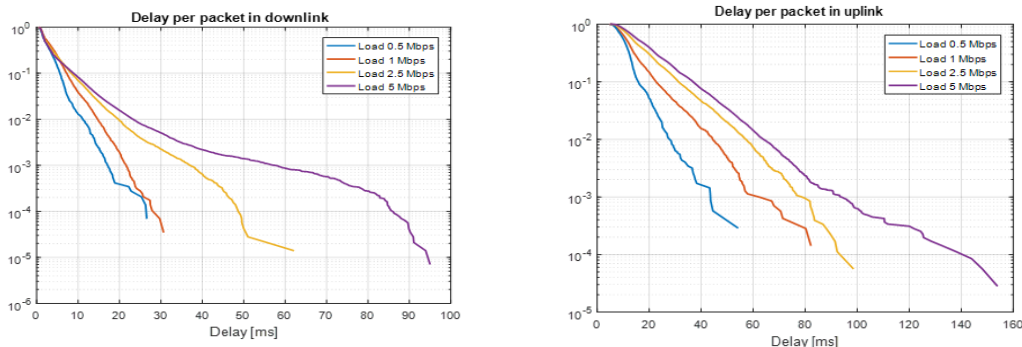 Delay per packet in downlink
10^0
10^-1
10^-2
10^-3
10^-4
10^-5
10^-6
Load 0.5 Mbps
Load 1 Mbps
Load 2.5 Mbps
Load 5 Mbps
0 10 20 30 40 50 60 70 80 90 100
Delay [ms]
Delay per packet in uplink
10^0
10^-1
10^-2
10^-3
10^-4
10^-5
Load 0.5 Mbps
Load 1 Mbps
Load 2.5 Mbps
Load 5 Mbps
0 20 40 60 80 100 120 140 160
Delay [ms]